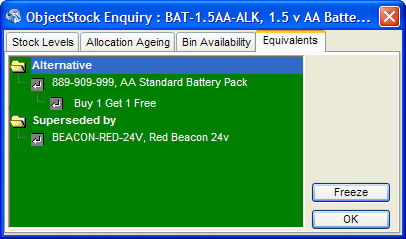 ObjectStock Enquiry : BAT-1.5AA-ALK, 1.5 v AA Batte...
Stock Levels Allocation Ageing Bin Availability Equivalents
Alternative
889-909-999, AA Standard Battery Pack
Buy 1 Get 1 Free
Superseded by
BEACON-RED-24V, Red Beacon 24v
Freeze
OK